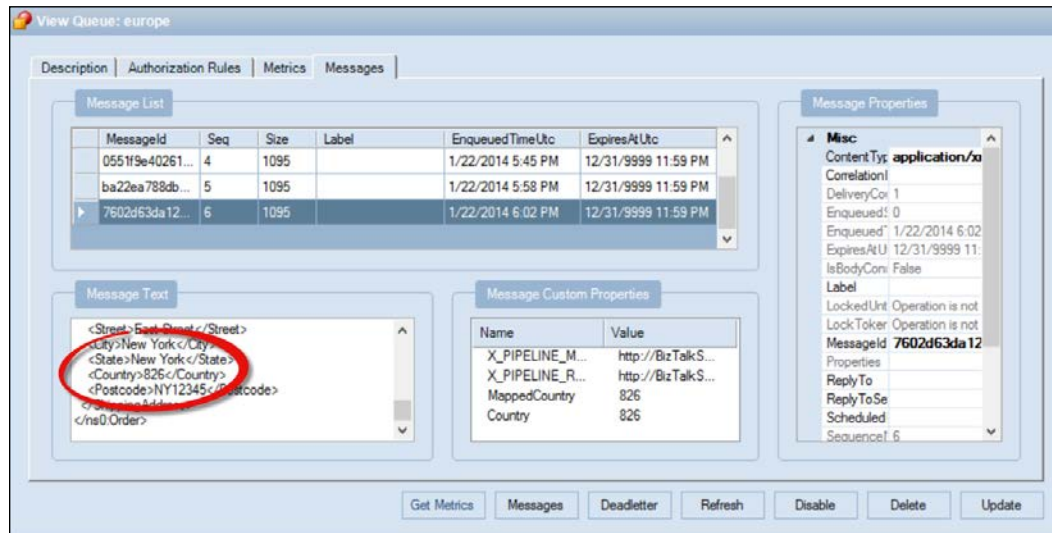 View Queue: europe
Description Authorization Rules Metrics Messages
Message List
MessageId Seq Size Label EnqueuedTimeUtc ExpiresAtUtc
0551f9e40261... 4 1095 1/22/2014 5:45 PM 12/31/9999 11:59 PM
ba22ea788db... 5 1095 1/22/2014 5:58 PM 12/31/9999 11:59 PM
7602d63da12... 6 1095 1/22/2014 6:02 PM 12/31/9999 11:59 PM
Message Text
<Street>East Street</Street>
<City>New York</City>
<State>New York</State>
<Country>826</Country>
<Postcode>NY12345</Postcode>
</ShippingAddress>
</ns0:Order>
Message Custom Properties
Name Value
X_PIPELINE_M... http://BizTalkS...
X_PIPELINE_R... http://BizTalkS...
MappedCountry 826
Country 826
Message Properties
Misc
ContentTyp application/x
CorrelationI
DeliveryCou 1
EnqueuedS 0
EnqueuedT 1/22/2014 6:02
ExpiresAtU 12/31/9999 11:
IsBodyCon False
Label
LockedUnt Operation is not
LockToken Operation is not
MessageId 7602d63da12
Properties
ReplyTo
ReplyToSe
Scheduled
SequenceN 6
Get Metrics Messages Deadletter Refresh Disable Delete Update